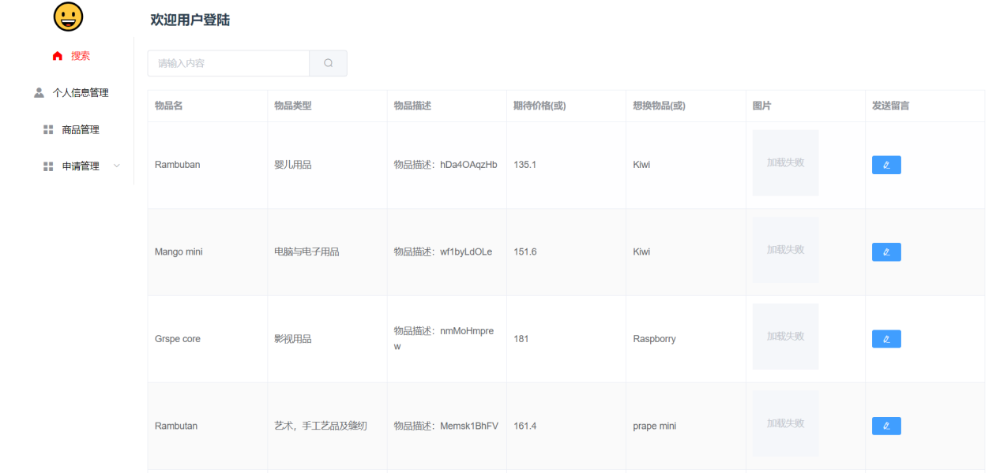 欢迎用户登陆
搜索
个人信息管理
商品管理
申请管理
请输入内容
物品名 物品类型 物品描述 期待价格(或) 想换物品(或) 图片 发送留言
Rambuban 婴儿用品 物品描述：hDa4OAqzHb 135.1 Kiwi 加载失败
Mango mini 电脑与电子用品 物品描述：wf1byLdOLe 151.6 Kiwi 加载失败
Grspe core 影视用品 物品描述：nmMoHmpre
w 181 Raspborry 加载失败
Rambutan 艺术，手工艺品及缝纫 物品描述：Memsk1BhFV 161.4 prape mini 加载失败